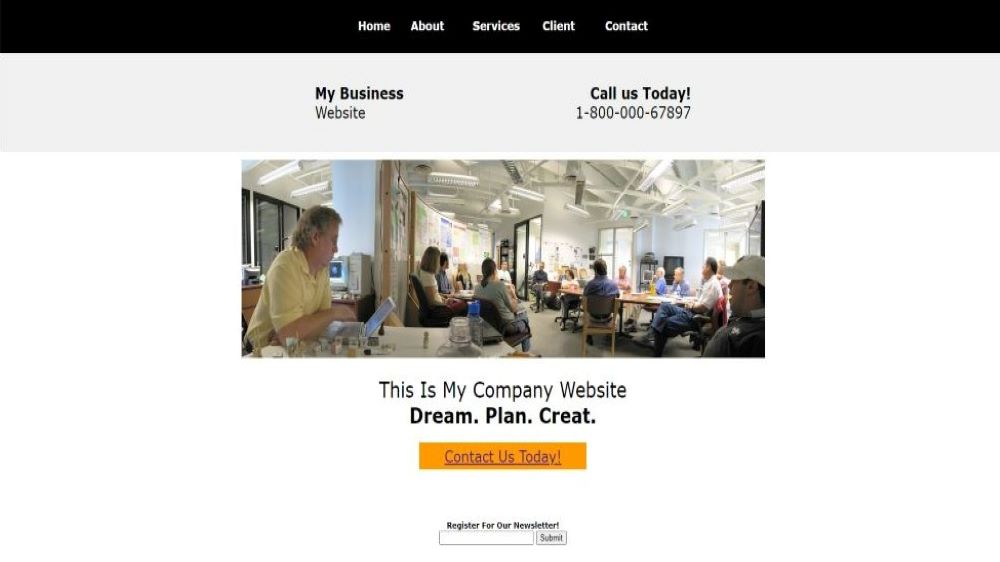 Home About Services Client Contact
My Business
Website
Call us Today!
1-800-000-67897
This Is My Company Website
Dream. Plan. Creat.
Contact Us Today!
Register For Our Newsletter!
Submit